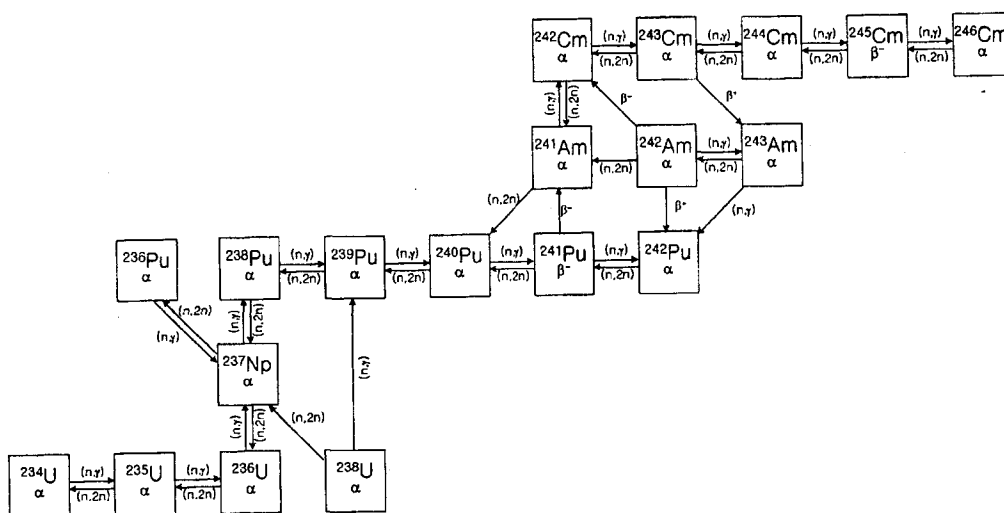 ²⁴²Cm (n,γ) ²⁴³Cm (n,γ) ²⁴⁴Cm (n,γ) ²⁴⁵Cm (n,γ) ²⁴⁶Cm
α (n,2n) α (n,2n) α (n,2n) β⁻ (n,2n) α
(n,γ) (n,2n) β⁻ β⁺
²⁴¹Am ²⁴²Am (n,γ) ²⁴³Am
α (n,2n) α (n,2n) α
(n,2n) β⁻ β⁺ (n,γ)
²³⁶Pu ²³⁸Pu (n,γ) ²³⁹Pu (n,γ) ²⁴⁰Pu (n,γ) ²⁴¹Pu (n,γ) ²⁴²Pu
α α (n,2n) α (n,2n) α (n,2n) β⁻ (n,2n) α
(n,2n) (n,γ) (n,γ) (n,2n)
²³⁷Np (n,γ)
α
(n,γ) (n,2n) (n,2n)
²³⁴U (n,γ) ²³⁵U (n,γ) ²³⁶U ²³⁸U
α (n,2n) α (n,2n) α α